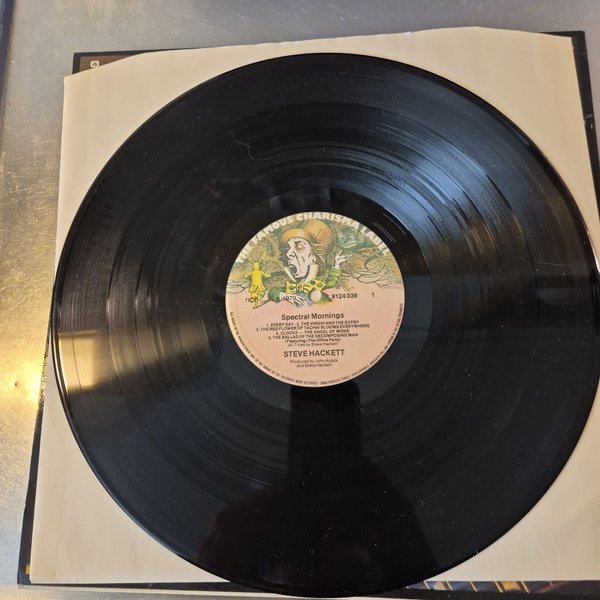 THE FAMOUS CHARISMA LABEL
ncb
1979
9124 039
1
Spectral Mornings
1. EVERY DAY - 2. THE VIRGIN AND THE GYPSY
3. THE RED FLOWER OF TACHAI BLOOMS EVERYWHERE
4. CLOCKS — THE ANGEL OF MONS
5. THE BALLAD OF THE DECOMPOSING MAN
(Featuring «The Office Party)
All Titles by Steve Hackett
STEVE HACKETT
Produced by John Acock
and Steve Hackett